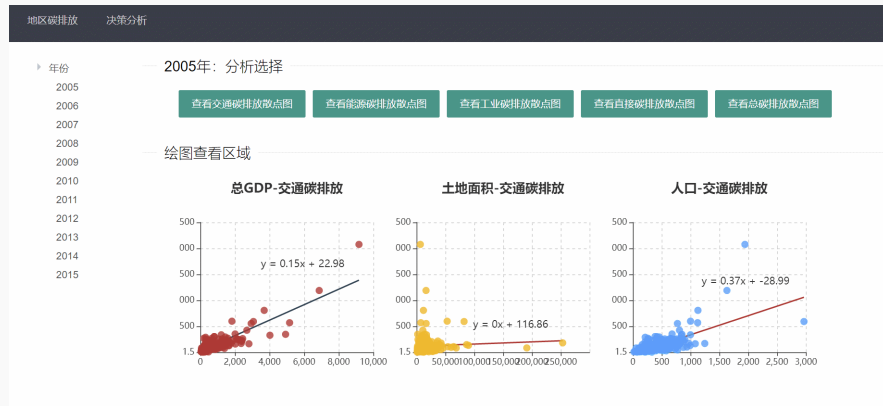 地区碳排放 决策分析
年份
2005
2006
2007
2008
2009
2010
2011
2012
2013
2014
2015
2005年：分析选择
查看交通碳排放散点图 查看能源碳排放散点图 查看工业碳排放散点图 查看直接碳排放散点图 查看总碳排放散点图
绘图查看区域
总GDP-交通碳排放
500
000
500
000
500
1.5
y = 0.15x + 22.98
0 2,000 4,000 6,000 8,000 10,000
土地面积-交通碳排放
500
000
500
000
500
1.5
y = 0x + 116.86
0 50,000 100,000 150,000 200,000 250,000
人口-交通碳排放
500
000
500
000
500
1.5
y = 0.37x + -28.99
0 500 1,000 1,500 2,000 2,500 3,000